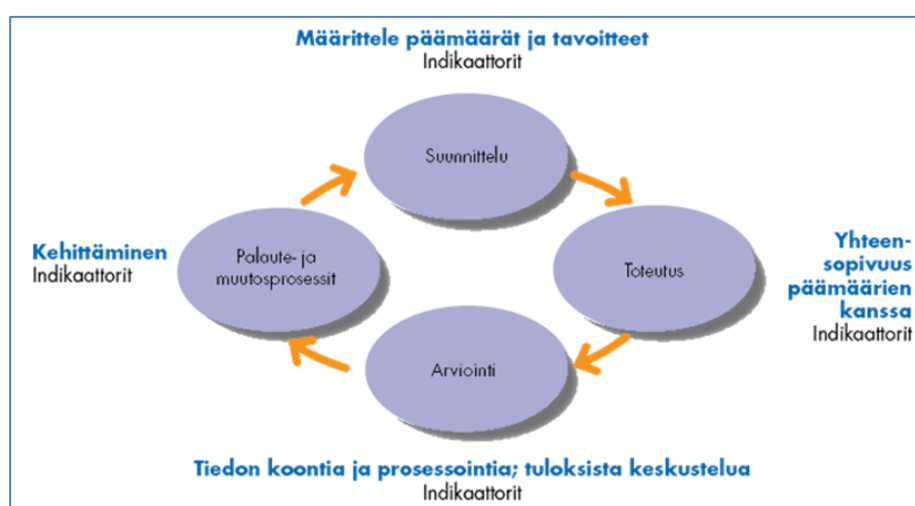 Määrittele päämäärät ja tavoitteet
Indikaattorit
Suunnittelu
Kehittäminen
Indikaattorit
Palaute- ja
muutosprosessit
Toteutus
Yhteen-
sopivuus
päämäärien
kanssa
Indikaattorit
Arviointi
Tiedon koontia ja prosessointia; tuloksista keskustelua
Indikaattorit